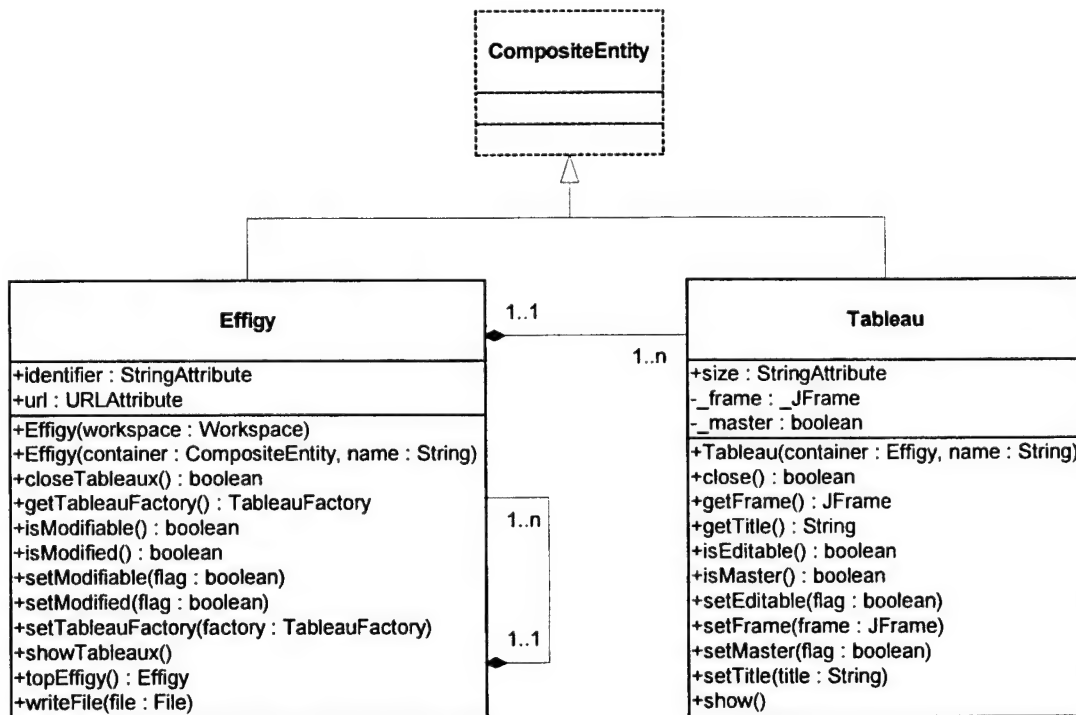 CompositeEntity
Effigy
+identifier : StringAttribute
+url : URLAttribute
+Effigy(workspace : Workspace)
+Effigy(container : CompositeEntity, name : String)
+closeTableaux() : boolean
+getTableauFactory() : TableauFactory
+isModifiable() : boolean
+isModified() : boolean
+setModifiable(flag : boolean)
+setModified(flag : boolean)
+setTableauFactory(factory : TableauFactory)
+showTableaux()
+topEffigy() : Effigy
+writeFile(file : File)
1..1
1..n
1..n
1..1
Tableau
+size : StringAttribute
-_frame : _JFrame
-_master : boolean
+Tableau(container : Effigy, name : String)
+close() : boolean
+getFrame() : JFrame
+getTitle() : String
+isEditable() : boolean
+isMaster() : boolean
+setEditable(flag : boolean)
+setFrame(frame : JFrame)
+setMaster(flag : boolean)
+setTitle(title : String)
+show()